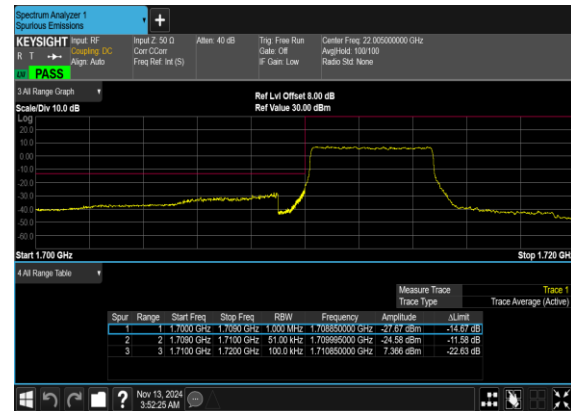 Spectrum Analyzer 1
Spurious Emissions
KEYSIGHT Input: RF Input Z: 50 Ω Atten: 40 dB Trig: Free Run Center Freq: 22.005000000 GHz
R T Coupling: DC Corr CCorr Gate: Off Avg|Hold: 100/100
Align: Auto Freq Ref: Int (S) IF Gain: Low Radio Std: None
PASS
3 All Range Graph
Ref Lvl Offset 8.00 dB
Scale/Div 10.0 dB Ref Value 30.00 dBm
Log
20.0
10.0
0.00
-10.0
-20.0
-30.0
-40.0
-50.0
-60.0
Start 1.700 GHz Stop 1.720 GH
4 All Range Table
Measure Trace Trace 1
Trace Type Trace Average (Active)
Spur Range Start Freq Stop Freq RBW Frequency Amplitude ΔLimit
1 1 1.7000 GHz 1.7090 GHz 1.000 MHz 1.708850000 GHz -27.67 dBm -14.67 dB
2 2 1.7090 GHz 1.7100 GHz 51.00 kHz 1.709995000 GHz -24.58 dBm -11.58 dB
3 3 1.7100 GHz 1.7200 GHz 100.0 kHz 1.710850000 GHz 7.366 dBm -22.63 dB
? Nov 13, 2024
3:52:25 AM